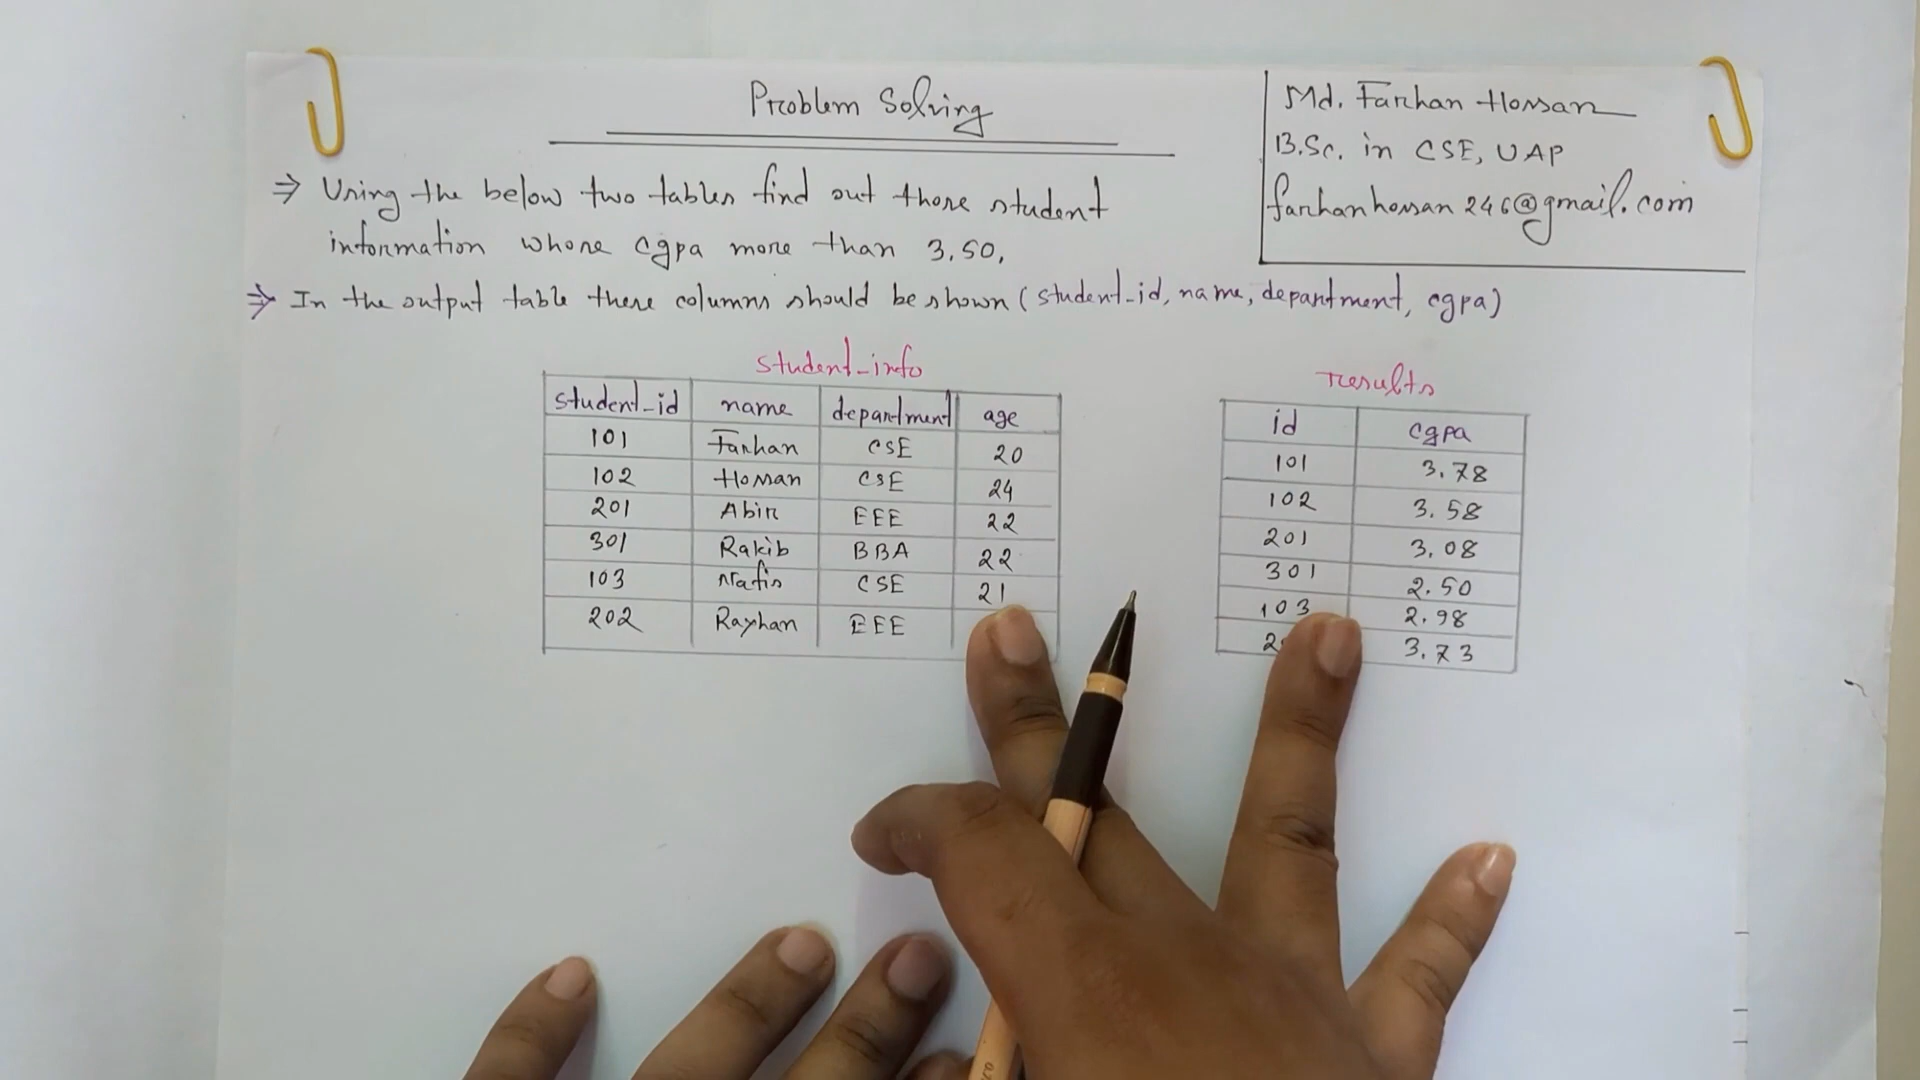 Problem Solving
Md. Farhan Hossan
B.Sc. in CSE, UAP
farhanhossan246@gmail.com
⇒ Using the below two tables find out those student
information whose cgpa more than 3.50.
⇒ In the output table these columns should be shown (student_id, name, department, cgpa)
student_info
student_id name department age
101 Farhan CSE 20
102 Hossan CSE 24
201 Abir EEE 22
301 Rakib BBA 22
103 Nafis CSE 21
202 Rayhan EEE
results
id cgpa
101 3.78
102 3.58
201 3.08
301 2.50
103 2.98
3.73